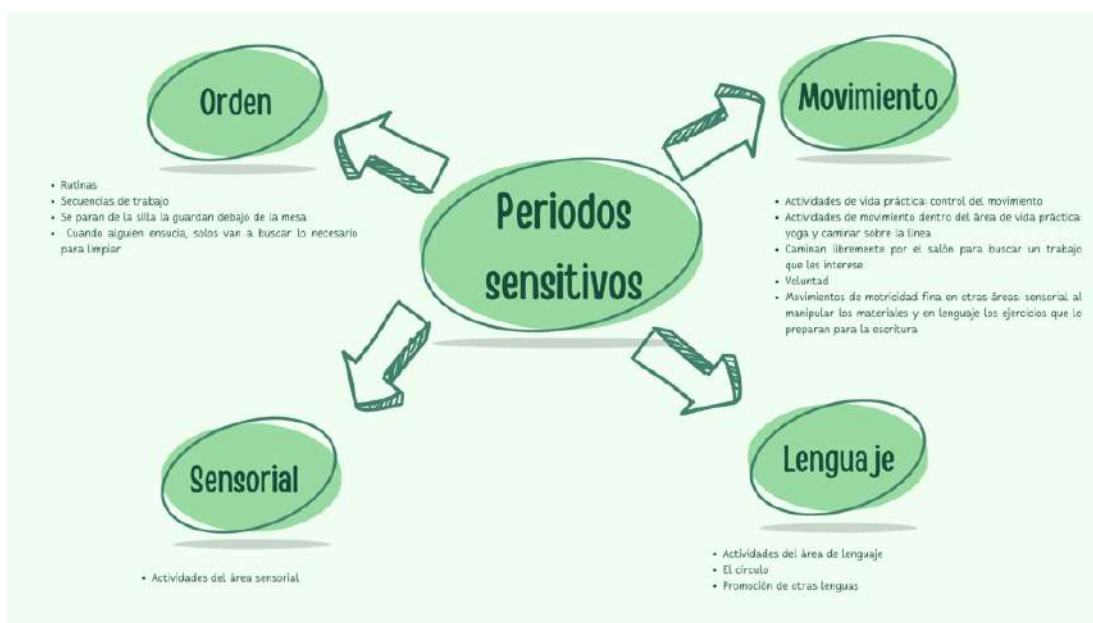 Periodos
sensitivos
Orden
• Rutinas
• Secuencias de trabajo
• Se paran de la silla la guardan debajo de la mesa
• Cuando alguien ensucia, solos van a buscar lo necesario
para limpiar
Movimiento
• Actividades de vida práctica: control del movimiento
• Actividades de movimiento dentro del área de vida práctica:
yoga y caminar sobre la línea
• Caminan libremente por el salón para buscar un trabajo
que les interese.
• Voluntad
• Movimientos de motricidad fina en otras áreas: sensorial al
manipular los materiales y en lenguaje los ejercicios que lo
preparan para la escritura
Sensorial
• Actividades del área sensorial
Lenguaje
• Actividades del área de lenguaje
• El círculo
• Promoción de otras lenguas